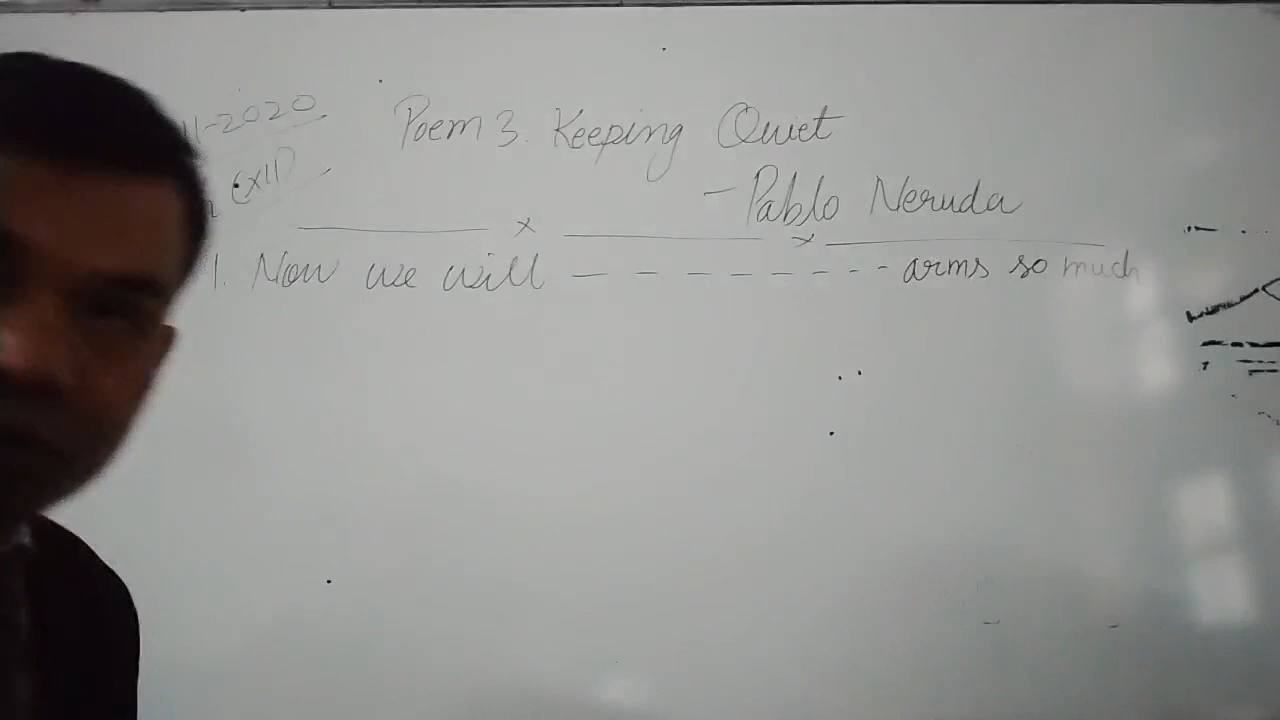 11-2020 Poem 3. Keeping Quiet
(XII) - Pablo Neruda
1. Now we will - - - - - - - - arms so much